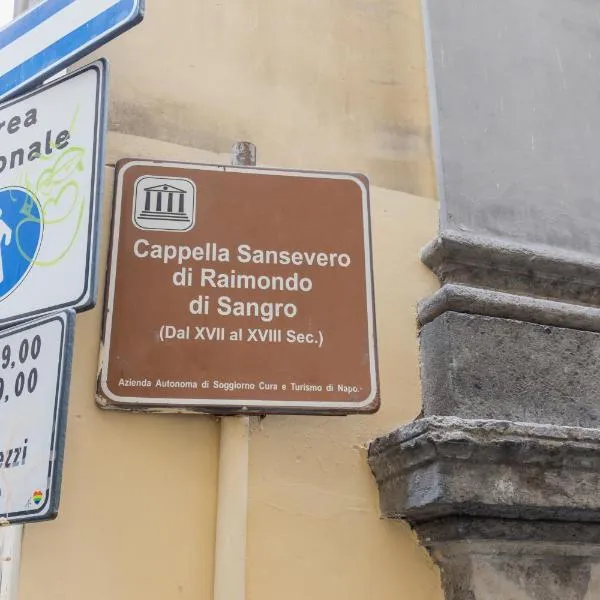 rea
onale
9,00
0,00
ezzi
Cappella Sansevero
di Raimondo
di Sangro
(Dal XVII al XVIII Sec.)
Azienda Autonoma di Soggiorno Cura e Turismo di Napo.